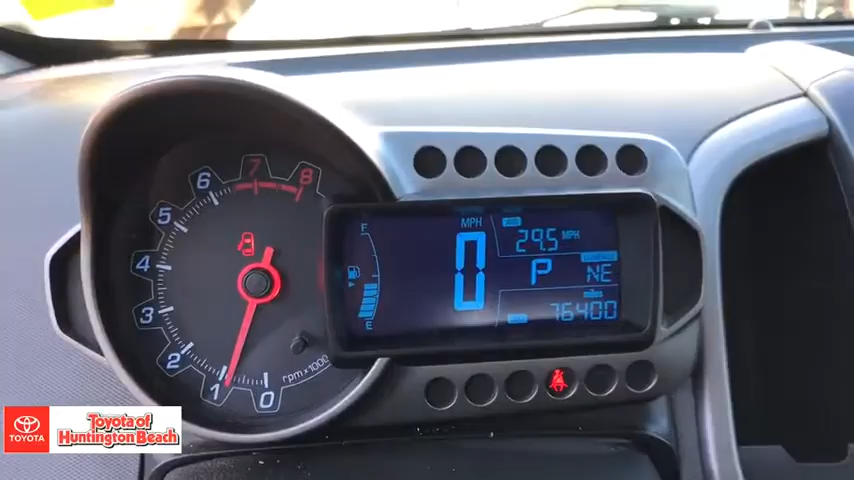 8
7
6
5
4
3
2
1
0
rpm x1000
F
E
MPH
0
29.5 MPH
P
NE
miles
76400
TOYOTA
Toyota of
Huntington Beach